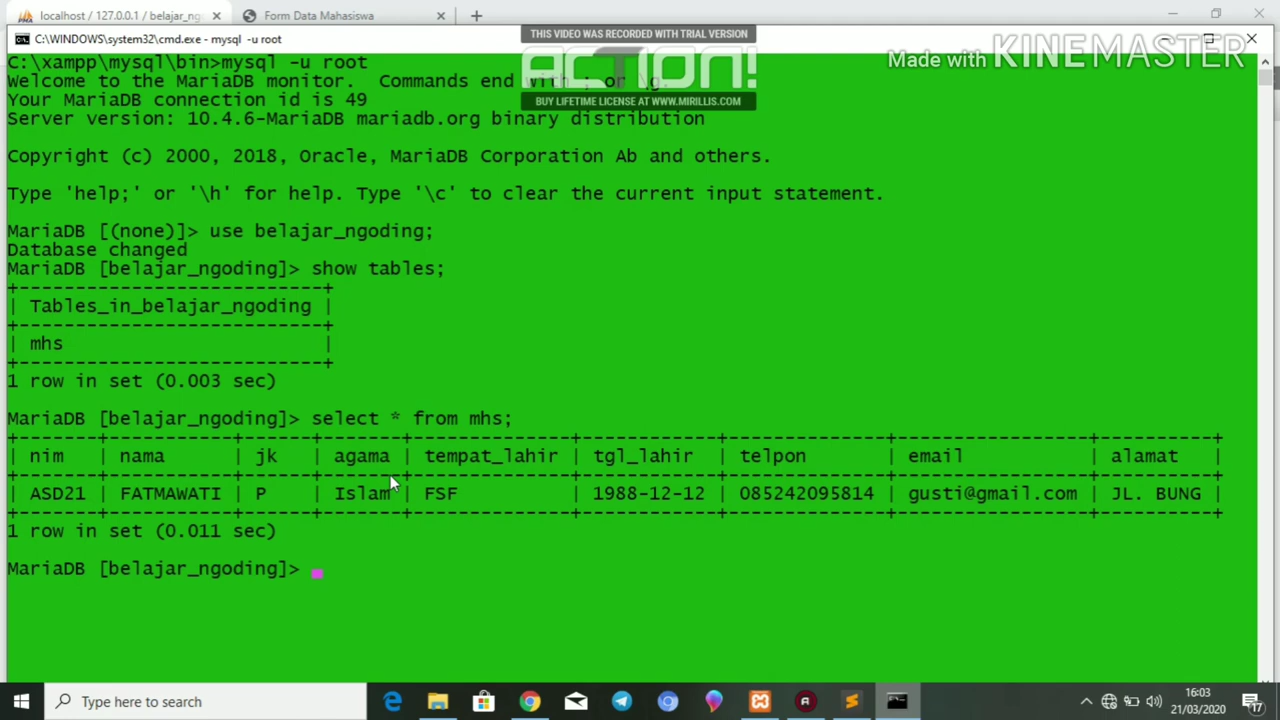 localhost / 127.0.0.1 / belajar_ng
Form Data Mahasiswa
C:\WINDOWS\system32\cmd.exe - mysql -u root
THIS VIDEO WAS RECORDED WITH TRIAL VERSION
ACTION!
BUY LIFETIME LICENSE AT WWW.MIRILLIS.COM
Made with KINEMASTER
C:\xampp\mysql\bin>mysql -u root
Welcome to the MariaDB monitor.  Commands end with ; or \g.
Your MariaDB connection id is 49
Server version: 10.4.6-MariaDB mariadb.org binary distribution
Copyright (c) 2000, 2018, Oracle, MariaDB Corporation Ab and others.
Type 'help;' or '\h' for help. Type '\c' to clear the current input statement.
MariaDB [(none)]> use belajar_ngoding;
Database changed
MariaDB [belajar_ngoding]> show tables;
+---------------------------+
| Tables_in_belajar_ngoding |
+---------------------------+
| mhs                       |
+---------------------------+
1 row in set (0.003 sec)
MariaDB [belajar_ngoding]> select * from mhs;
+-------+-----------+------+-------+--------------+------------+--------------+-----------------+----------+
| nim | nama | jk | agama | tempat_lahir | tgl_lahir | telpon | email | alamat |
+-------+-----------+------+-------+--------------+------------+--------------+-----------------+----------+
| ASD21 | FATMAWATI | P | Islam | FSF | 1988-12-12 | 085242095814 | gusti@gmail.com | JL. BUNG |
+-------+-----------+------+-------+--------------+------------+--------------+-----------------+----------+
1 row in set (0.011 sec)
MariaDB [belajar_ngoding]>
Type here to search
16:03
21/03/2020
17